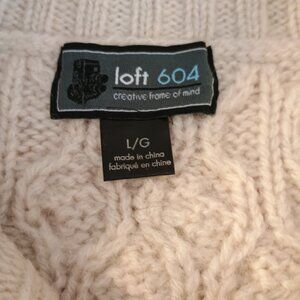 loft 604
creative frame of mind
L/G
made in china
fabriqué en chine